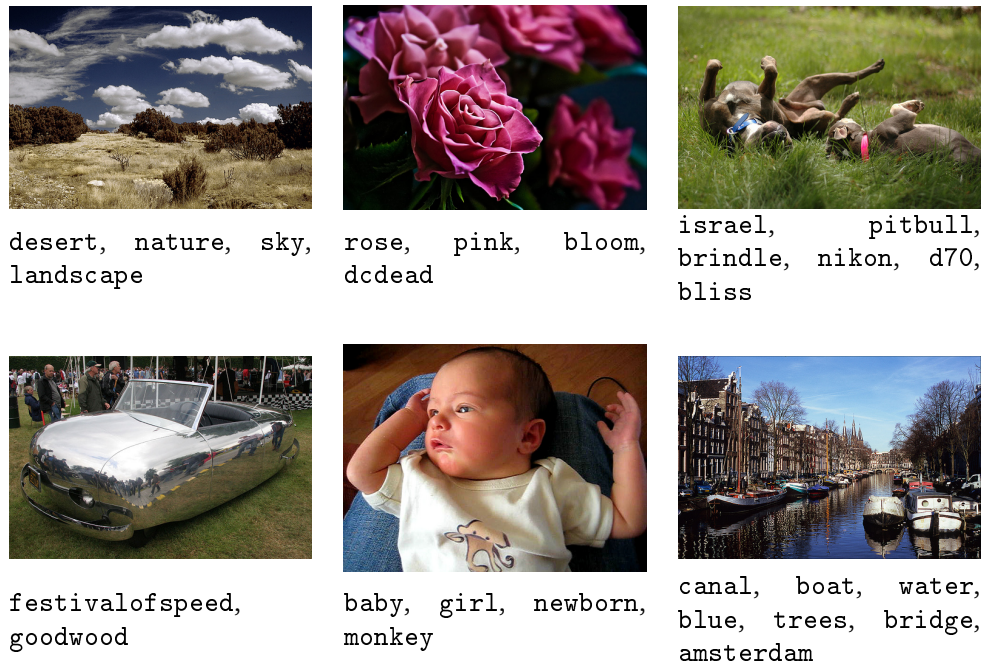 desert, nature, sky,
landscape
rose, pink, bloom,
dcdead
israel, pitbull,
brindle, nikon, d70,
bliss
festivalofspeed,
goodwood
baby, girl, newborn,
monkey
canal, boat, water,
blue, trees, bridge,
amsterdam